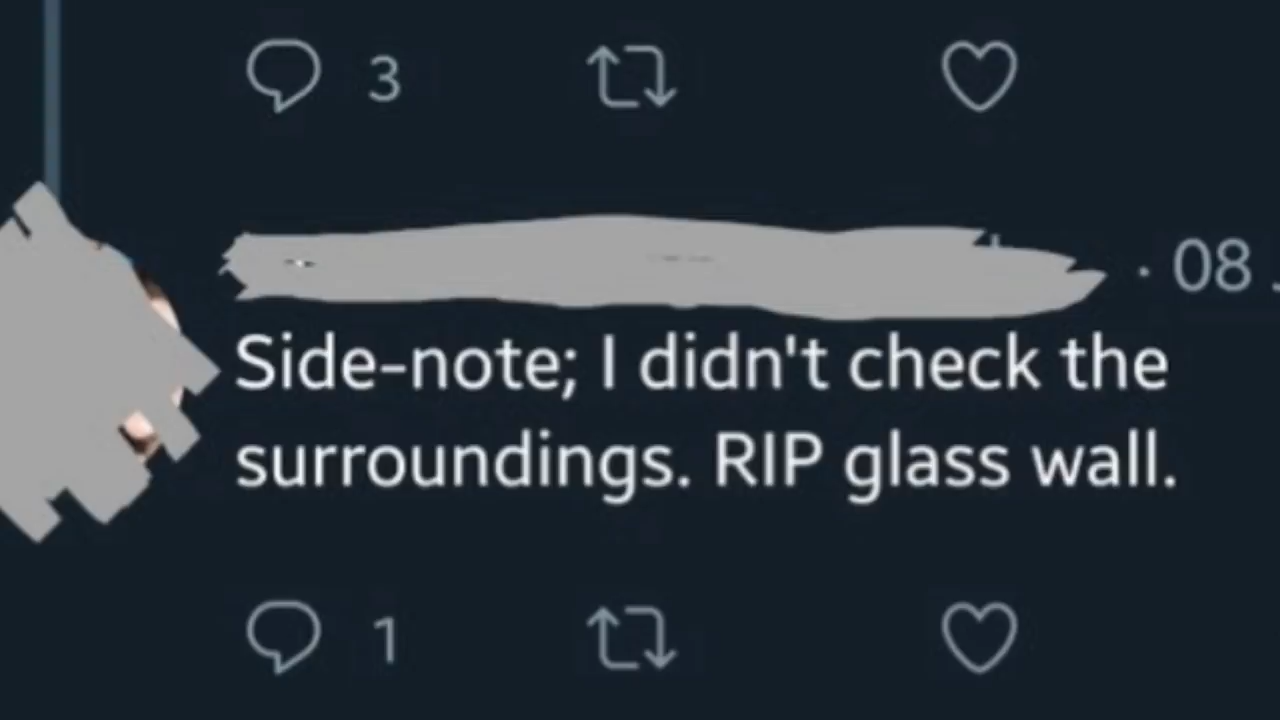 3
· 08
Side-note; I didn't check the
surroundings. RIP glass wall.
1